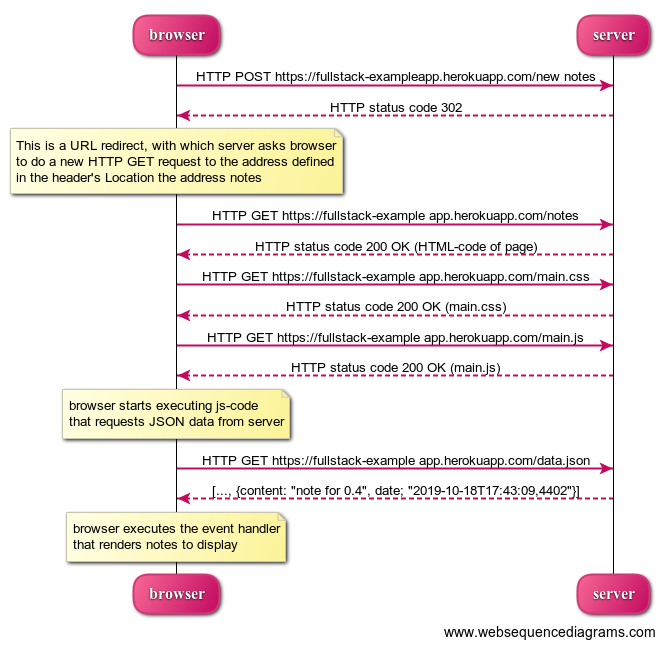 browser
server
HTTP POST https://fullstack-exampleapp.herokuapp.com/new notes
HTTP status code 302
This is a URL redirect, with which server asks browser
to do a new HTTP GET request to the address defined
in the header's Location the address notes
HTTP GET https://fullstack-example app.herokuapp.com/notes
HTTP status code 200 OK (HTML-code of page)
HTTP GET https://fullstack-example app.herokuapp.com/main.css
HTTP status code 200 OK (main.css)
HTTP GET https://fullstack-example app.herokuapp.com/main.js
HTTP status code 200 OK (main.js)
browser starts executing js-code
that requests JSON data from server
HTTP GET https://fullstack-example app.herokuapp.com/data.json
[..., {content: "note for 0.4", date; "2019-10-18T17:43:09,4402"}]
browser executes the event handler
that renders notes to display
browser
server
www.websequencediagrams.com